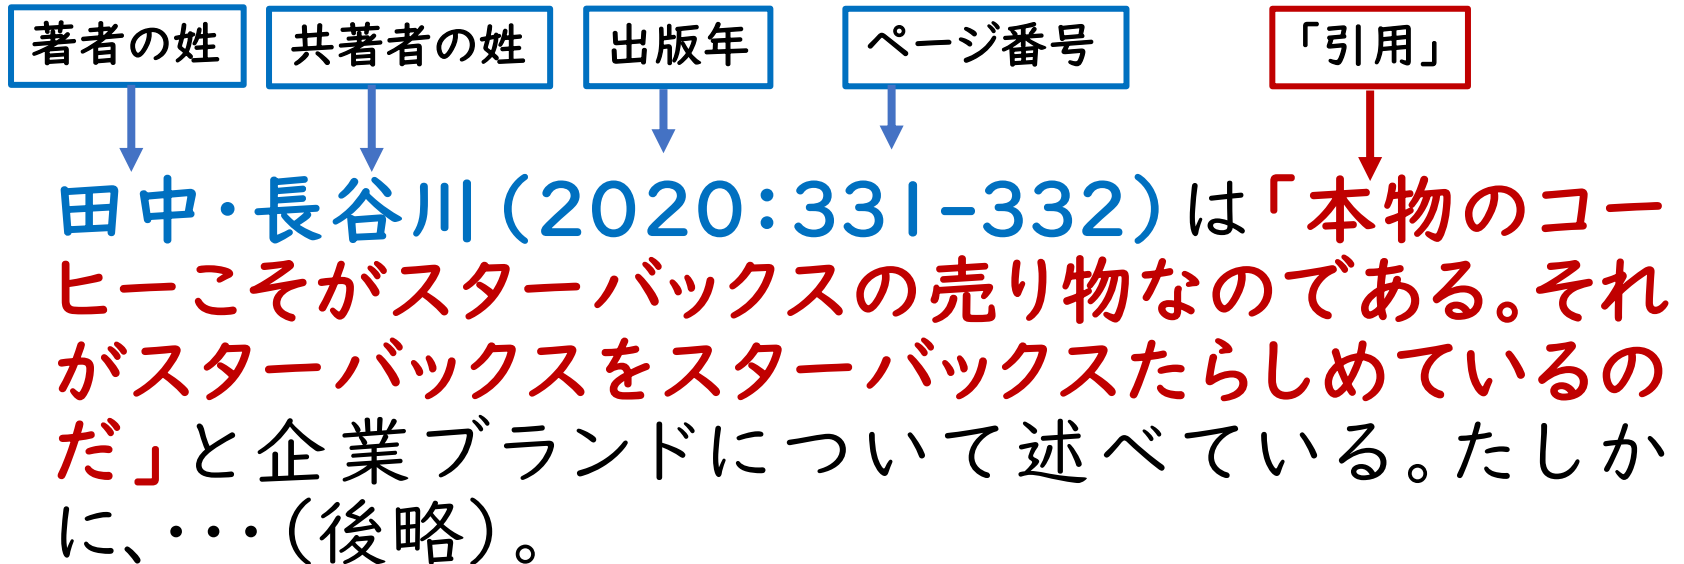 著者の姓 共著者の姓 出版年 ページ番号 「引用」
田中・長谷川（2020:331-332）は「本物のコー
ヒーこそがスターバックスの売り物なのである。それ
がスターバックスをスターバックスたらしめているの
だ」と企業ブランドについて述べている。たしか
に、・・・（後略）。